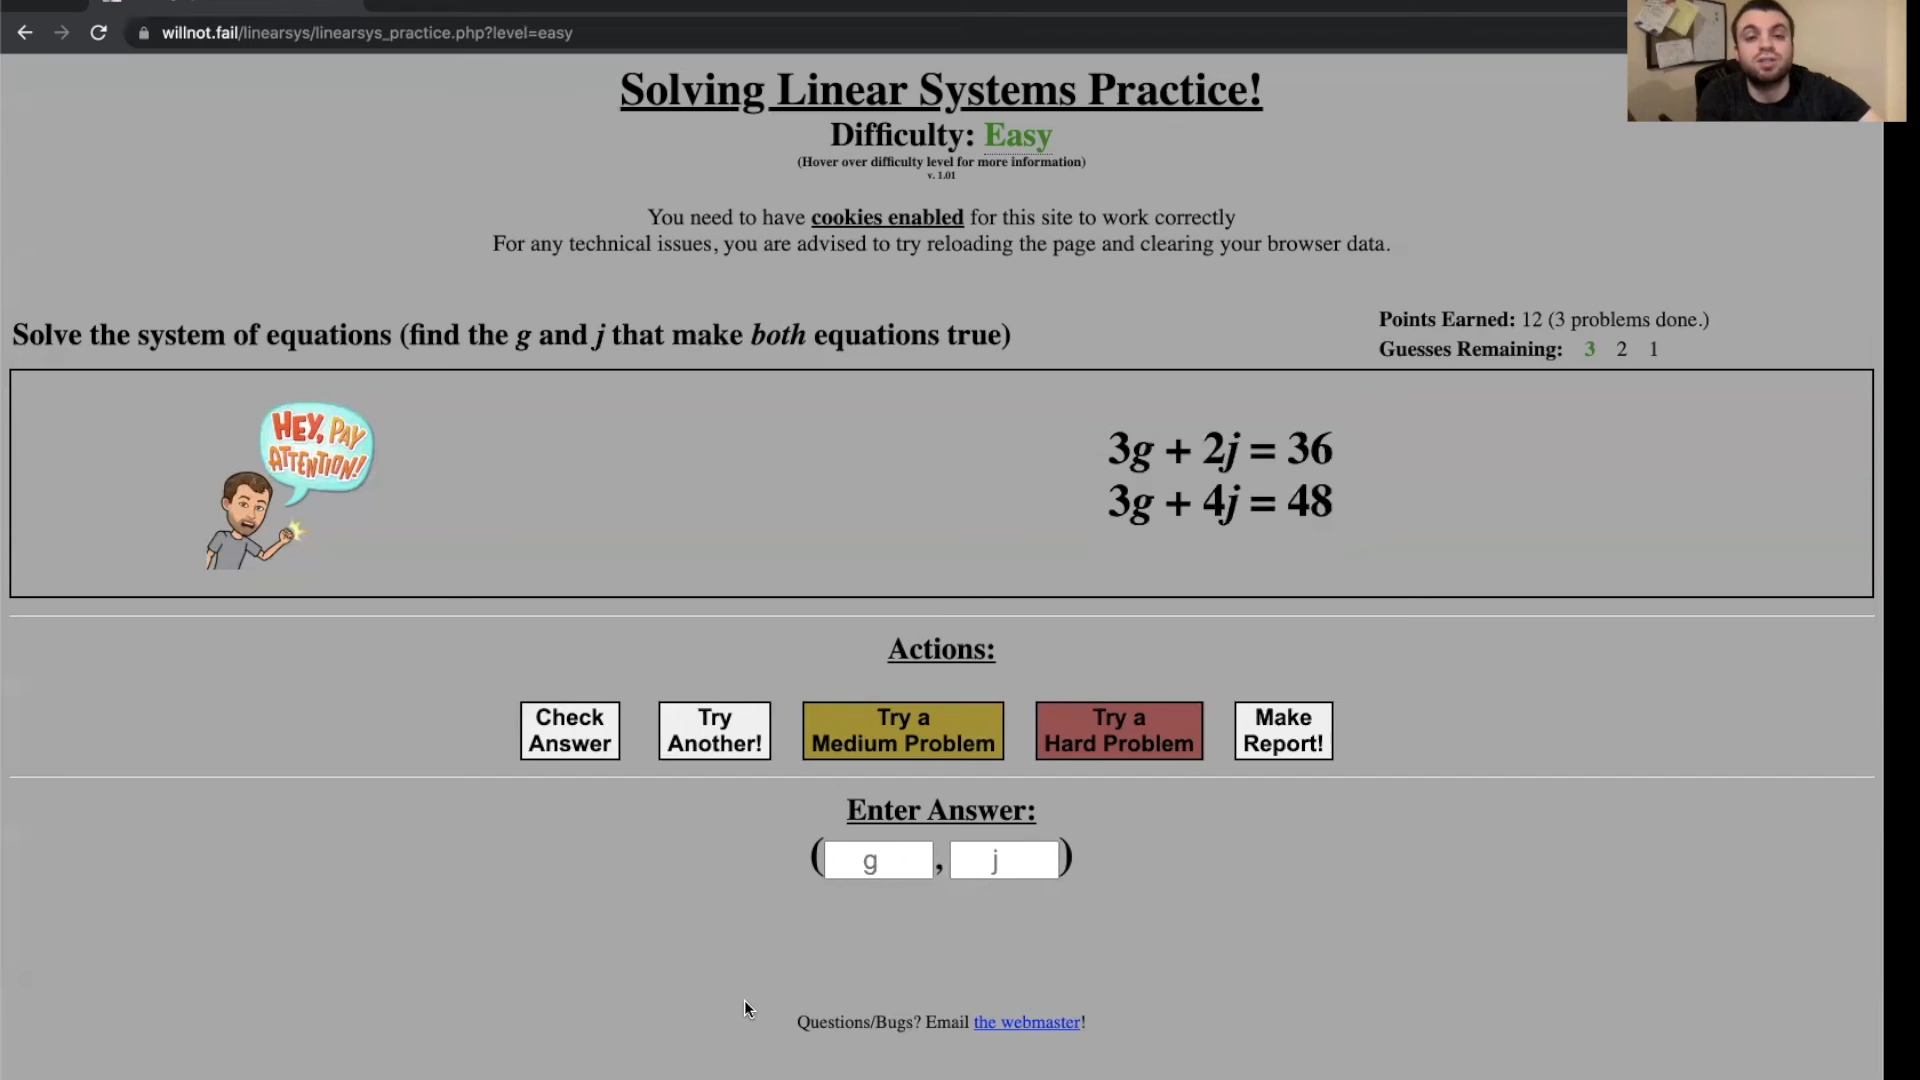 willnot.fail/linearsys/linearsys_practice.php?level=easy
Solving Linear Systems Practice!
Difficulty: Easy
(Hover over difficulty level for more information)
v. 1.01
You need to have cookies enabled for this site to work correctly
For any technical issues, you are advised to try reloading the page and clearing your browser data.
Solve the system of equations (find the g and j that make both equations true)
Points Earned: 12 (3 problems done.)
Guesses Remaining: 3 2 1
HEY, PAY
ATTENTION!
3g + 2j = 36
3g + 4j = 48
Actions:
Check
Answer
Try
Another!
Try a
Medium Problem
Try a
Hard Problem
Make
Report!
Enter Answer:
(g, j)
Questions/Bugs? Email the webmaster!